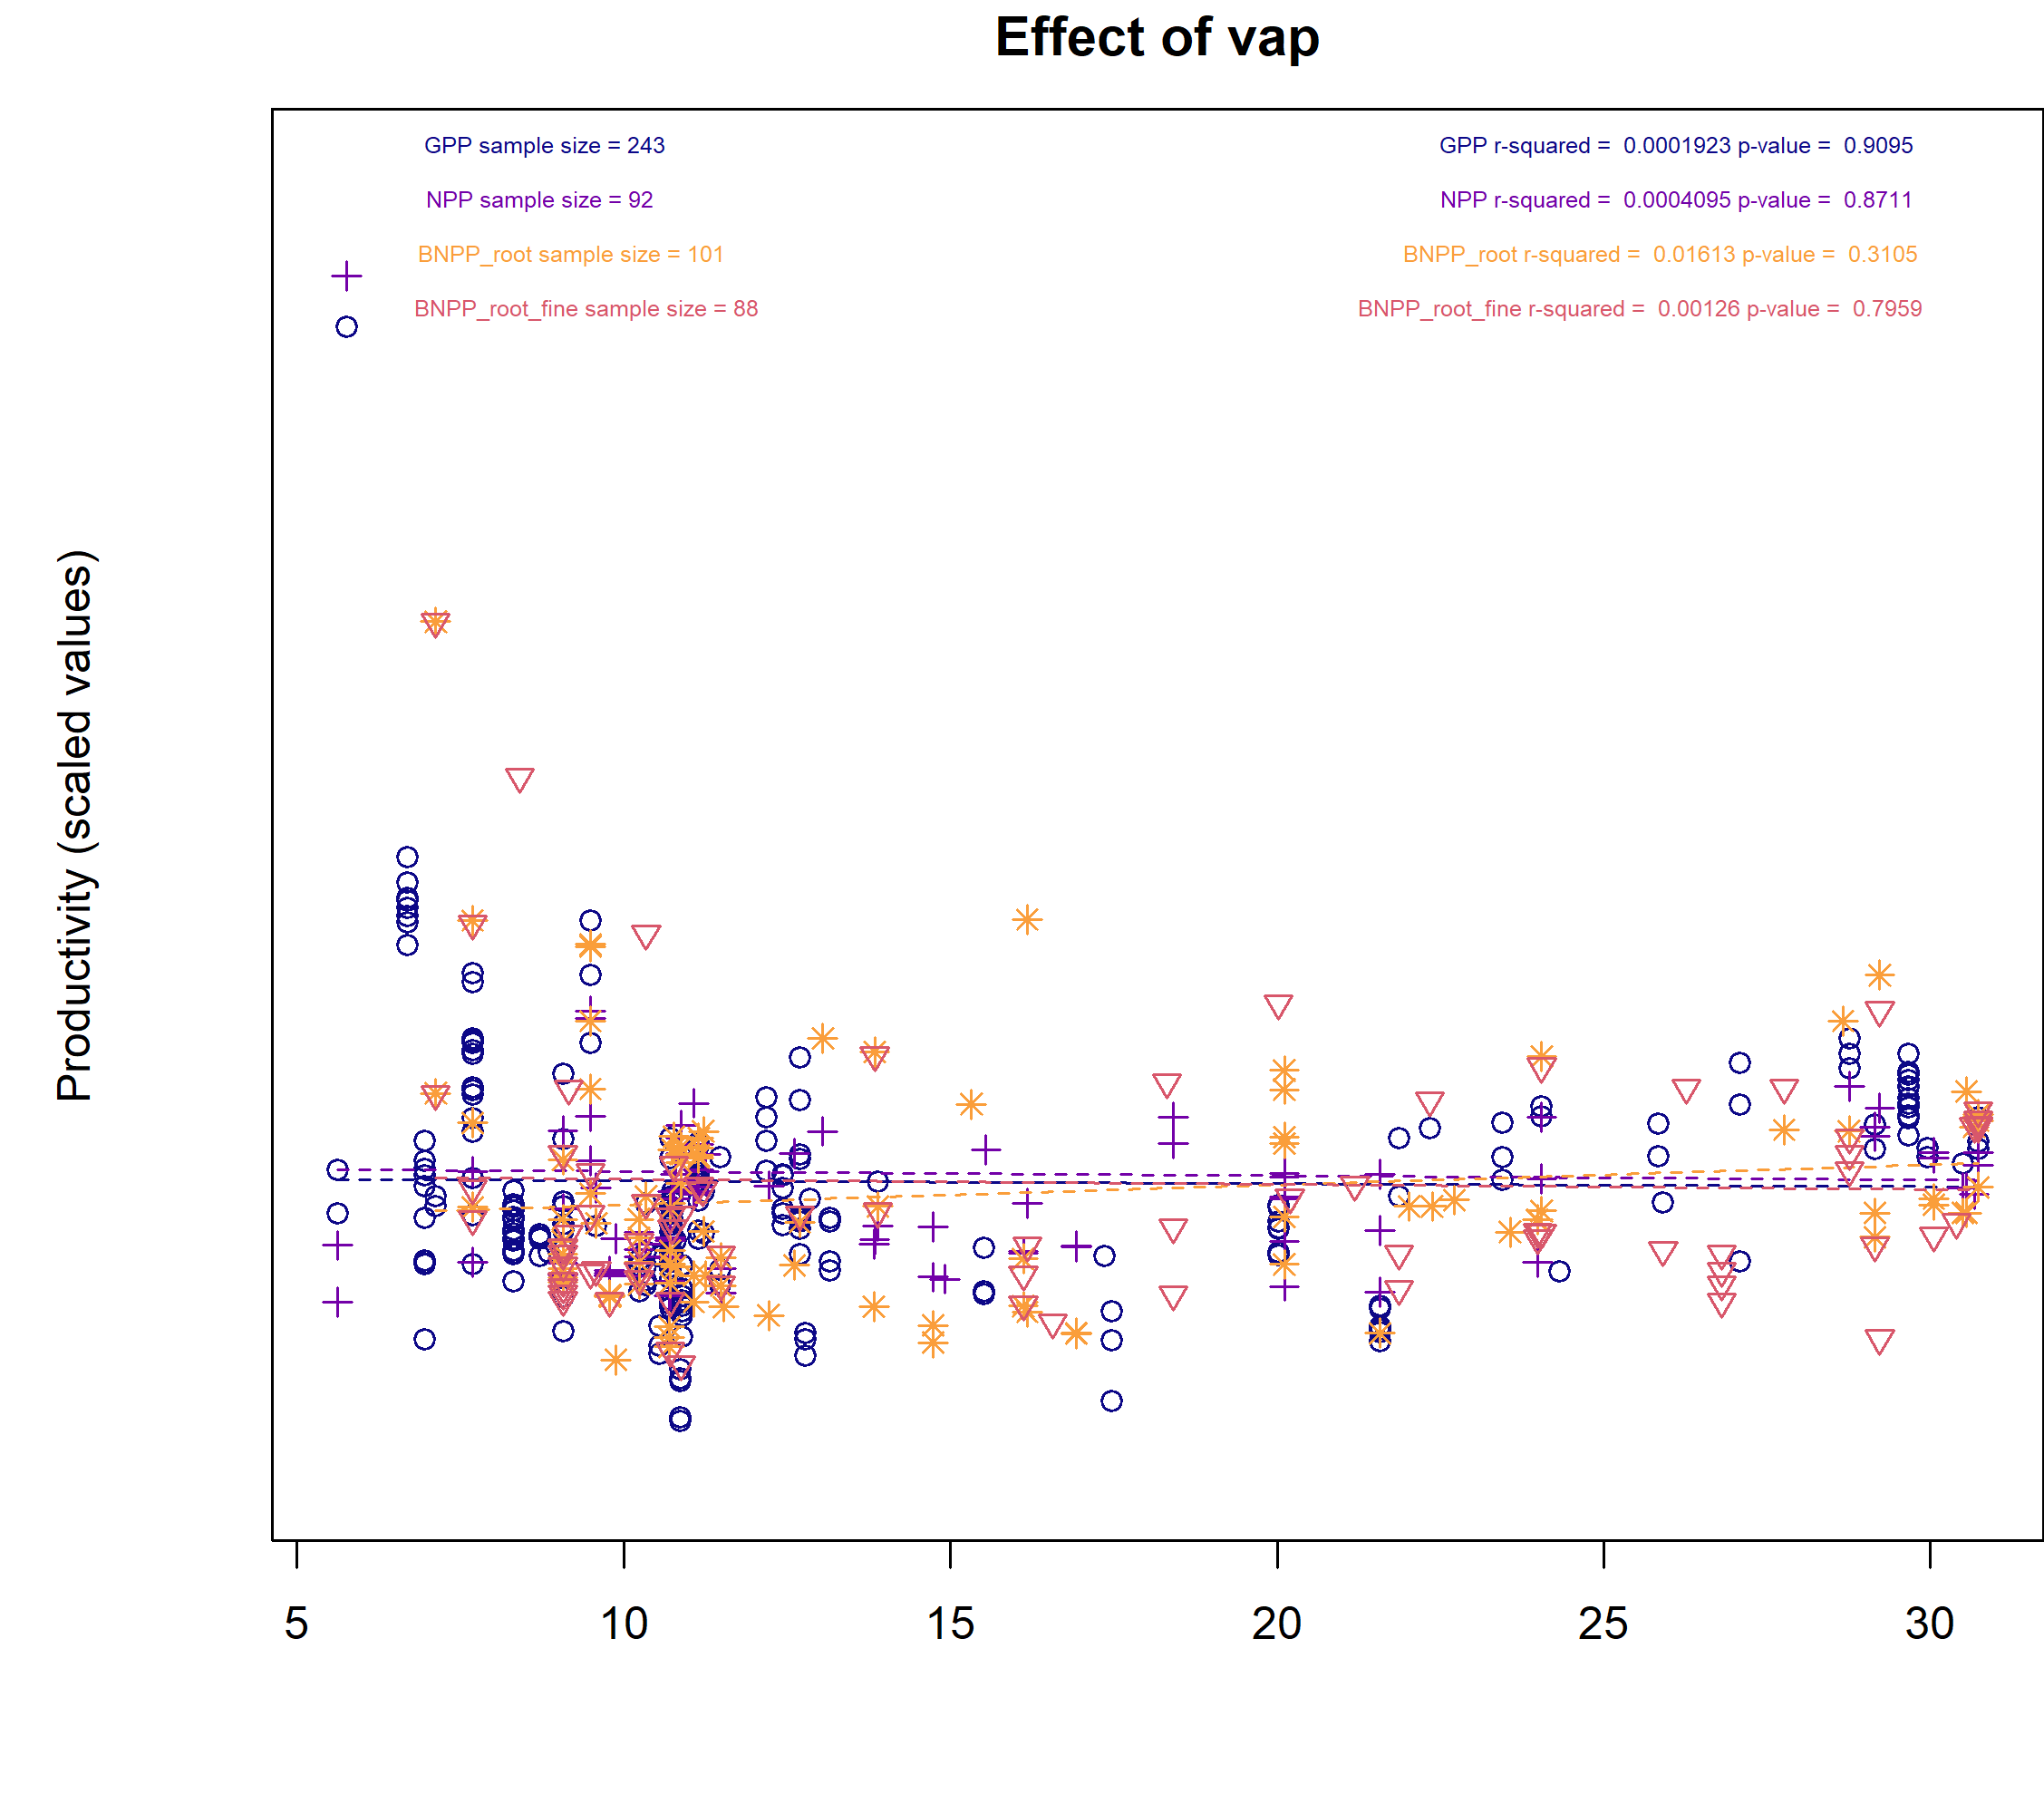 Effect of vap
GPP sample size = 243
GPP r-squared =  0.0001923 p-value =  0.9095
NPP sample size = 92
NPP r-squared =  0.0004095 p-value =  0.8711
BNPP_root sample size = 101
BNPP_root r-squared =  0.01613 p-value =  0.3105
BNPP_root_fine sample size = 88
BNPP_root_fine r-squared =  0.00126 p-value =  0.7959
Productivity (scaled values)
5 10 15 20 25 30